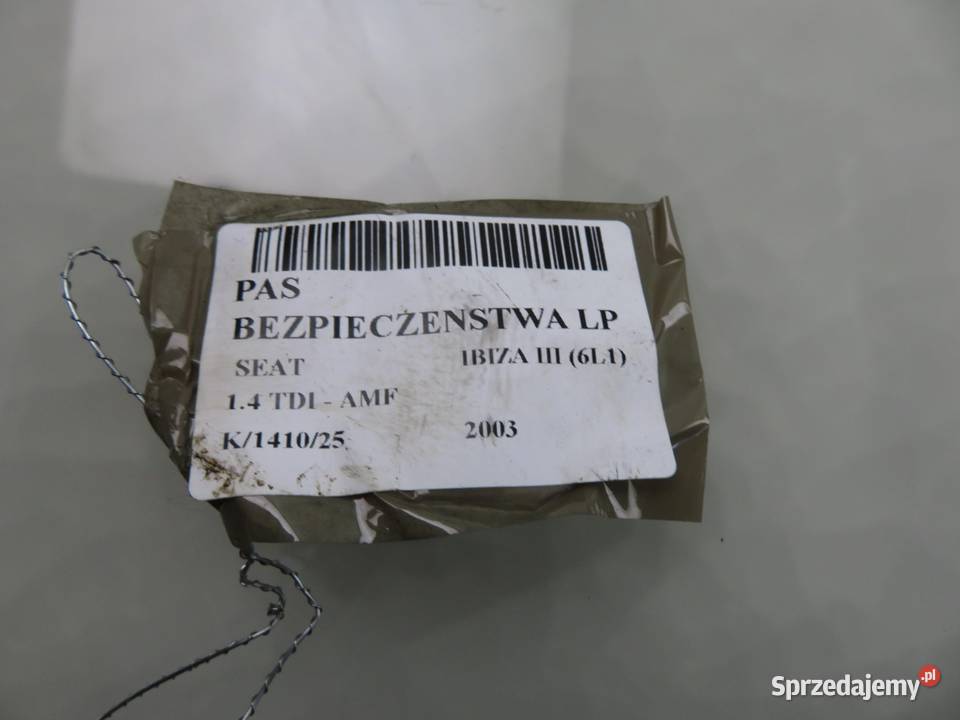 PAS
BEZPIECZENSTWA LP
SEAT IBIZA III (6L1)
1.4 TDI - AMF
K/1410/25 2003
Sprzedajemy.pl